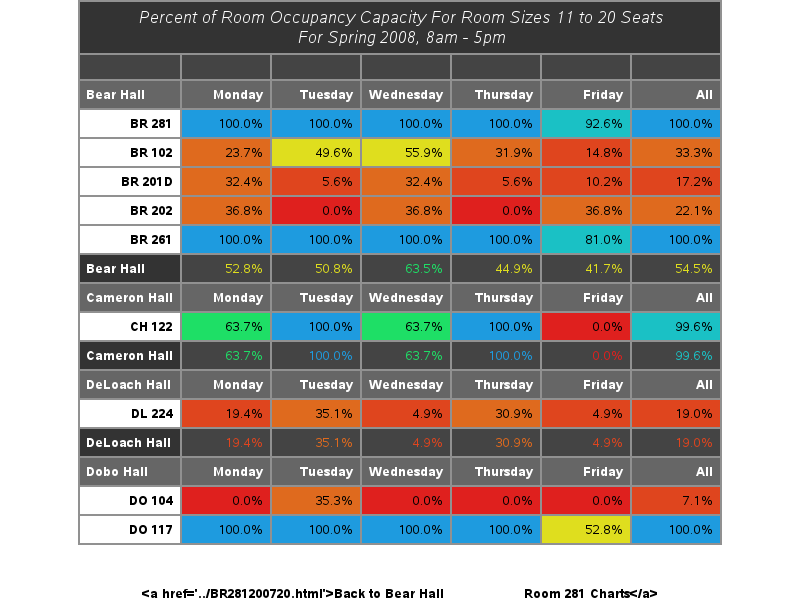 Percent of Room Occupancy Capacity For Room Sizes 11 to 20 Seats
For Spring 2008, 8am - 5pm
Bear Hall Monday Tuesday Wednesday Thursday Friday All
BR 281 100.0% 100.0% 100.0% 100.0% 92.6% 100.0%
BR 102 23.7% 49.6% 55.9% 31.9% 14.8% 33.3%
BR 201D 32.4% 5.6% 32.4% 5.6% 10.2% 17.2%
BR 202 36.8% 0.0% 36.8% 0.0% 36.8% 22.1%
BR 261 100.0% 100.0% 100.0% 100.0% 81.0% 100.0%
Bear Hall 52.8% 50.8% 63.5% 44.9% 41.7% 54.5%
Cameron Hall Monday Tuesday Wednesday Thursday Friday All
CH 122 63.7% 100.0% 63.7% 100.0% 0.0% 99.6%
Cameron Hall 63.7% 100.0% 63.7% 100.0% 0.0% 99.6%
DeLoach Hall Monday Tuesday Wednesday Thursday Friday All
DL 224 19.4% 35.1% 4.9% 30.9% 4.9% 19.0%
DeLoach Hall 19.4% 35.1% 4.9% 30.9% 4.9% 19.0%
Dobo Hall Monday Tuesday Wednesday Thursday Friday All
DO 104 0.0% 35.3% 0.0% 0.0% 0.0% 7.1%
DO 117 100.0% 100.0% 100.0% 100.0% 52.8% 100.0%
<a href='../BR281200720.html'>Back to Bear Hall Room 281 Charts</a>